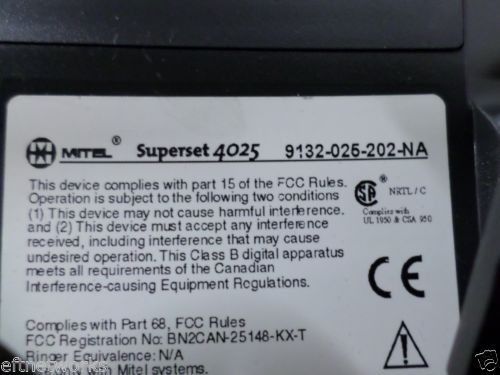 MITEL® Superset 4025 9132-025-202-NA
This device complies with part 15 of the FCC Rules.
Operation is subject to the following two conditions
(1) This device may not cause harmful interference.
and (2) This device must accept any interference
received, including interference that may cause
undesired operation. This Class B digital apparatus
meets all requirements of the Canadian
Interference-causing Equipment Regulations.
SA NRTL / C
Complies with
UL 1950 & CSA 950
CE
Complies with Part 68, FCC Rules
FCC Registration No: BN2CAN-25148-KX-T
Ringer Equivalence: N/A
in Mitel systems.
eftnetworks